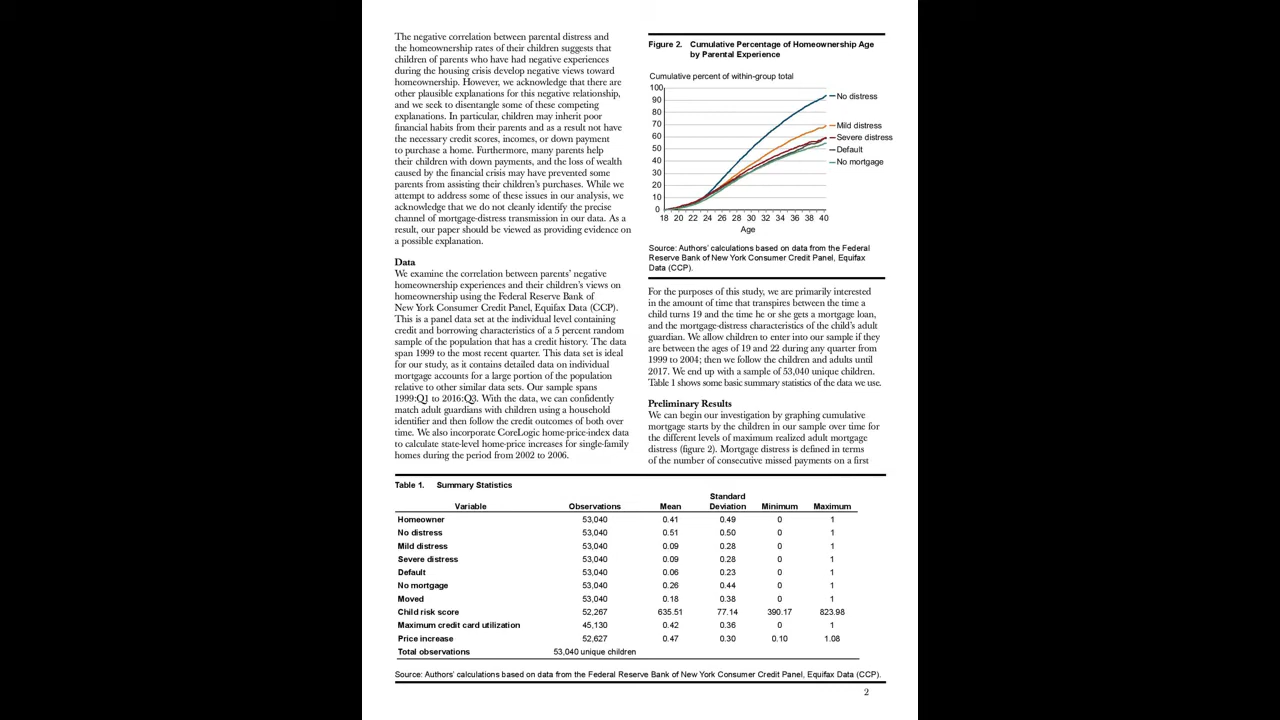 The negative correlation between parental distress and
the homeownership rates of their children suggests that
children of parents who have had negative experiences
during the housing crisis develop negative views toward
homeownership. However, we acknowledge that there are
other plausible explanations for this negative relationship,
and we seek to disentangle some of these competing
explanations. In particular, children may inherit poor
financial habits from their parents and as a result not have
the necessary credit scores, incomes, or down payment
to purchase a home. Furthermore, many parents help
their children with down payments, and the loss of wealth
caused by the financial crisis may have prevented some
parents from assisting their children's purchases. While we
attempt to address some of these issues in our analysis, we
acknowledge that we do not cleanly identify the precise
channel of mortgage-distress transmission in our data. As a
result, our paper should be viewed as providing evidence on
a possible explanation.
Data
We examine the correlation between parents' negative
homeownership experiences and their children's views on
homeownership using the Federal Reserve Bank of
New York Consumer Credit Panel, Equifax Data (CCP).
This is a panel data set at the individual level containing
credit and borrowing characteristics of a 5 percent random
sample of the population that has a credit history. The data
span 1999 to the most recent quarter. This data set is ideal
for our study, as it contains detailed data on individual
mortgage accounts for a large portion of the population
relative to other similar data sets. Our sample spans
1999:Q1 to 2016:Q3. With the data, we can confidently
match adult guardians with children using a household
identifier and then follow the credit outcomes of both over
time. We also incorporate CoreLogic home-price-index data
to calculate state-level home-price increases for single-family
homes during the period from 2002 to 2006.
Figure 2. Cumulative Percentage of Homeownership Age
by Parental Experience
Cumulative percent of within-group total
100
90
80
70
60
50
40
30
20
10
0
18 20 22 24 26 28 30 32 34 36 38 40
Age
No distress
Mild distress
Severe distress
Default
No mortgage
Source: Authors' calculations based on data from the Federal
Reserve Bank of New York Consumer Credit Panel, Equifax
Data (CCP).
For the purposes of this study, we are primarily interested
in the amount of time that transpires between the time a
child turns 19 and the time he or she gets a mortgage loan,
and the mortgage-distress characteristics of the child's adult
guardian. We allow children to enter into our sample if they
are between the ages of 19 and 22 during any quarter from
1999 to 2004; then we follow the children and adults until
2017. We end up with a sample of 53,040 unique children.
Table 1 shows some basic summary statistics of the data we use.
Preliminary Results
We can begin our investigation by graphing cumulative
mortgage starts by the children in our sample over time for
the different levels of maximum realized adult mortgage
distress (figure 2). Mortgage distress is defined in terms
of the number of consecutive missed payments on a first
Table 1. Summary Statistics
Variable Observations Mean Standard Deviation Minimum Maximum
Homeowner 53,040 0.41 0.49 0 1
No distress 53,040 0.51 0.50 0 1
Mild distress 53,040 0.09 0.28 0 1
Severe distress 53,040 0.09 0.28 0 1
Default 53,040 0.06 0.23 0 1
No mortgage 53,040 0.26 0.44 0 1
Moved 53,040 0.18 0.38 0 1
Child risk score 52,267 635.51 77.14 390.17 823.98
Maximum credit card utilization 45,130 0.42 0.36 0 1
Price increase 52,627 0.47 0.30 0.10 1.08
Total observations 53,040 unique children
Source: Authors' calculations based on data from the Federal Reserve Bank of New York Consumer Credit Panel, Equifax Data (CCP).
2